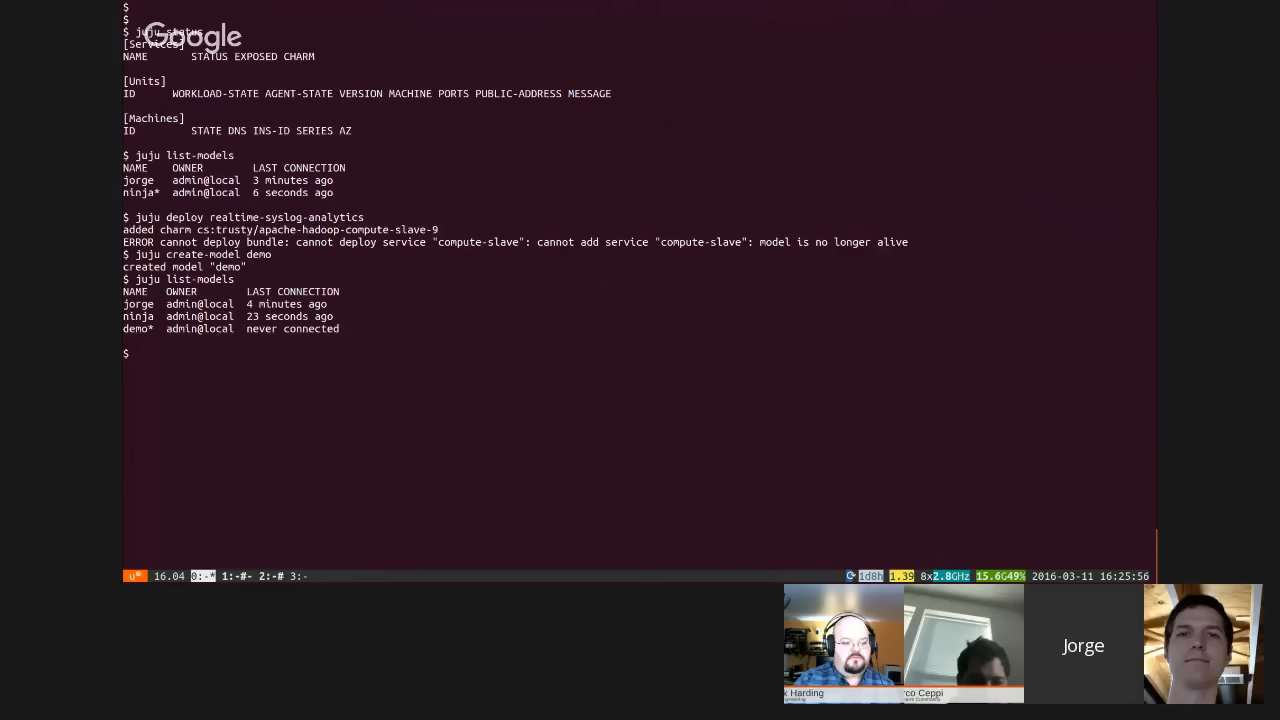 $
$
$ juju status
Google
[Services]
NAME STATUS EXPOSED CHARM
[Units]
ID WORKLOAD-STATE AGENT-STATE VERSION MACHINE PORTS PUBLIC-ADDRESS MESSAGE
[Machines]
ID STATE DNS INS-ID SERIES AZ
$ juju list-models
NAME OWNER LAST CONNECTION
jorge admin@local 3 minutes ago
ninja* admin@local 6 seconds ago
$ juju deploy realtime-syslog-analytics
added charm cs:trusty/apache-hadoop-compute-slave-9
ERROR cannot deploy bundle: cannot deploy service "compute-slave": cannot add service "compute-slave": model is no longer alive
$ juju create-model demo
created model "demo"
$ juju list-models
NAME OWNER LAST CONNECTION
jorge admin@local 4 minutes ago
ninja admin@local 23 seconds ago
demo* admin@local never connected
$
u 16.04 0:-* 1:-#- 2:-# 3:- 1d8h 1.39 8x2.8GHz 15.6G49% 2016-03-11 16:25:56
k Harding
rco Ceppi
Jorge